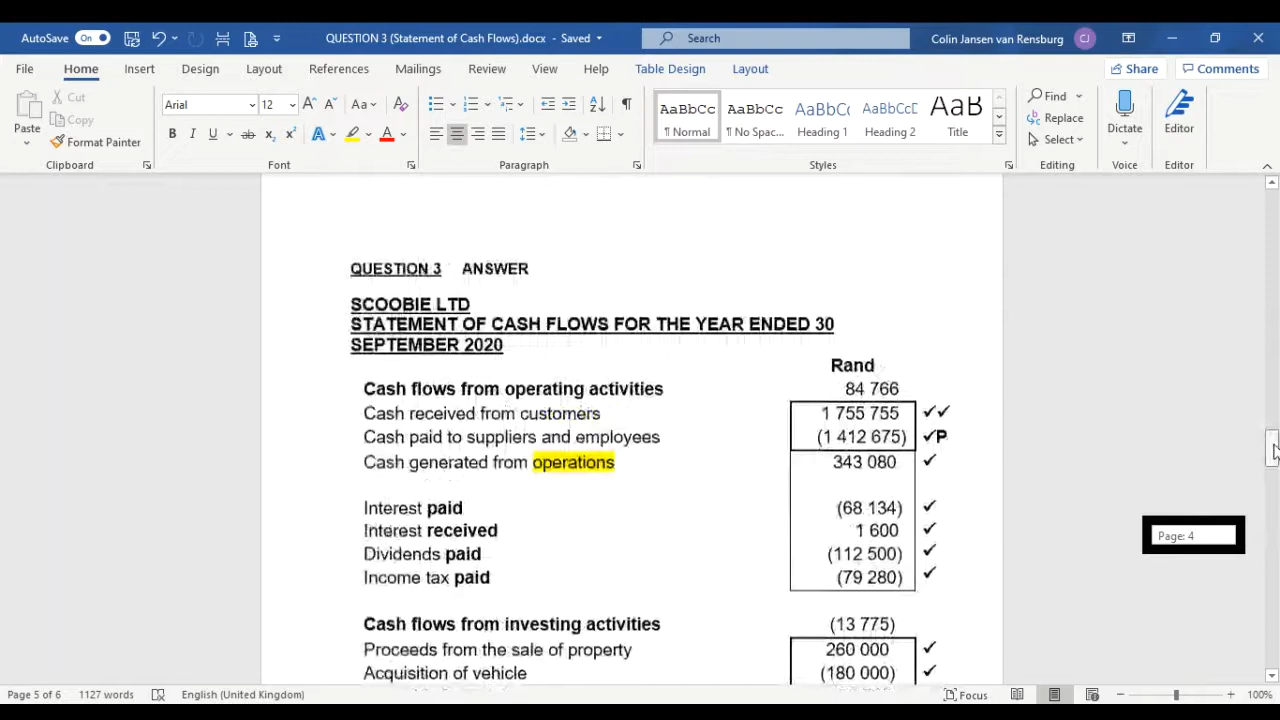 AutoSave On QUESTION 3 (Statement of Cash Flows).docx - Saved Search Colin Jansen van Rensburg CJ
File Home Insert Design Layout References Mailings Review View Help Table Design Layout Share Comments
Paste Cut Copy Format Painter
Arial 12
AaBbCc AaBbCc AaBbC AaBbCcD AaB
¶ Normal ¶ No Spac... Heading 1 Heading 2 Title
Find Replace Select Dictate Editor
Clipboard Font Paragraph Styles Editing Voice Editor
QUESTION 3 ANSWER
SCOOBIE LTD
STATEMENT OF CASH FLOWS FOR THE YEAR ENDED 30
SEPTEMBER 2020
Rand
Cash flows from operating activities 84 766
Cash received from customers 1 755 755 ✓✓
Cash paid to suppliers and employees (1 412 675) ✓P
Cash generated from operations 343 080 ✓
Interest paid (68 134) ✓
Interest received 1 600 ✓
Dividends paid (112 500) ✓
Income tax paid (79 280) ✓
Page: 4
Cash flows from investing activities (13 775)
Proceeds from the sale of property 260 000 ✓
Acquisition of vehicle (180 000) ✓
Page 5 of 6 1127 words English (United Kingdom) Focus 100%